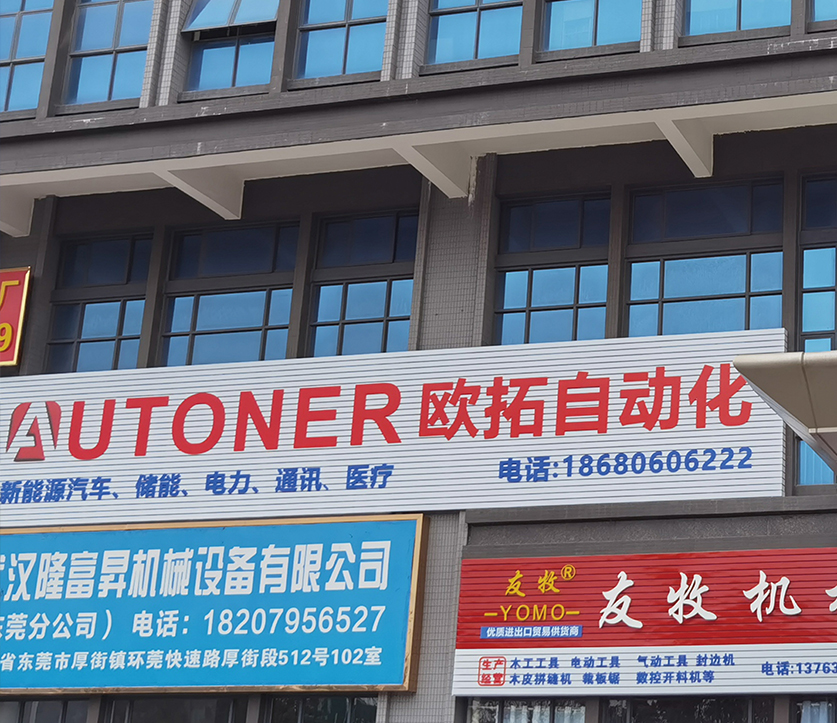 厂
9
AUTONER 欧拓自动化
新能源汽车、储能、电力、通讯、医疗
电话:18680606222
武汉隆富昇机械设备有限公司
东莞分公司） 电话: 18207956527
省东莞市厚街镇环莞快速路厚街段512号102室
友牧®
YOMO
优质进出口贸易供货商
友牧机
生产 木工工具 电动工具 气动工具 封边机
经营 木皮拼缝机 裁板锯 数控开料机等
电话:13763